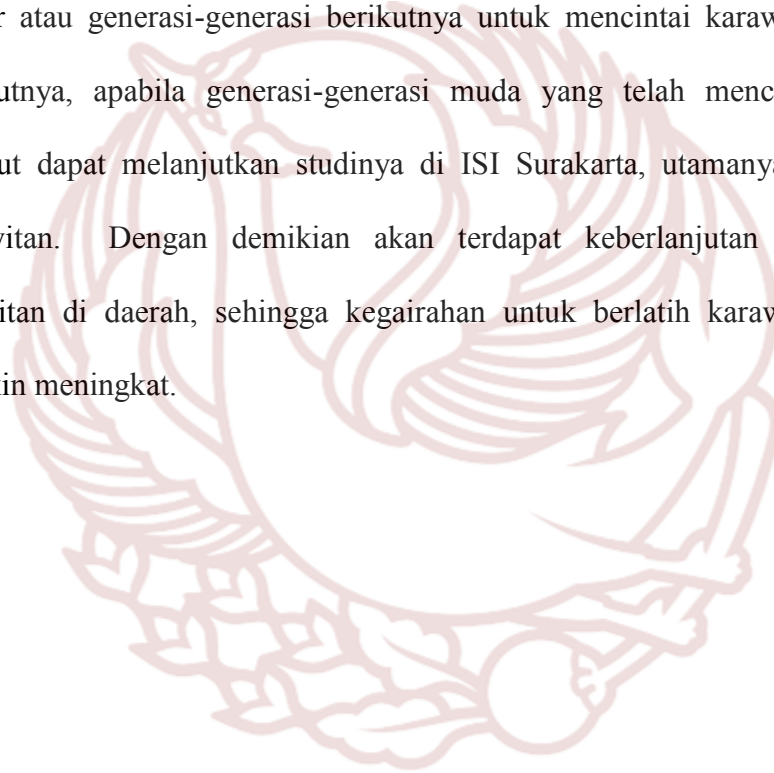 r atau generasi-generasi berikutnya untuk mencintai karaw
utnya, apabila generasi-generasi muda yang telah menc
ut dapat melanjutkan studinya di ISI Surakarta, utamanya
vitan. Dengan demikian akan terdapat keberlanjutan
itan di daerah, sehingga kegairahan untuk berlatih karaw
in meningkat.